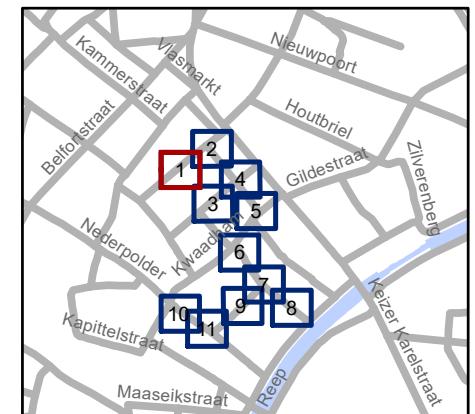 Vlasmarkt
Nieuwpoort
Kammerstraat
Houtbriel
Belfortstraat
Zilverenberg
2
1
4
Gildestraat
3
5
Kwaadham
Nederpolder
6
7
Keizer Karelstraat
9
8
10
11
Kapittelstraat
Reep
Maaseikstraat